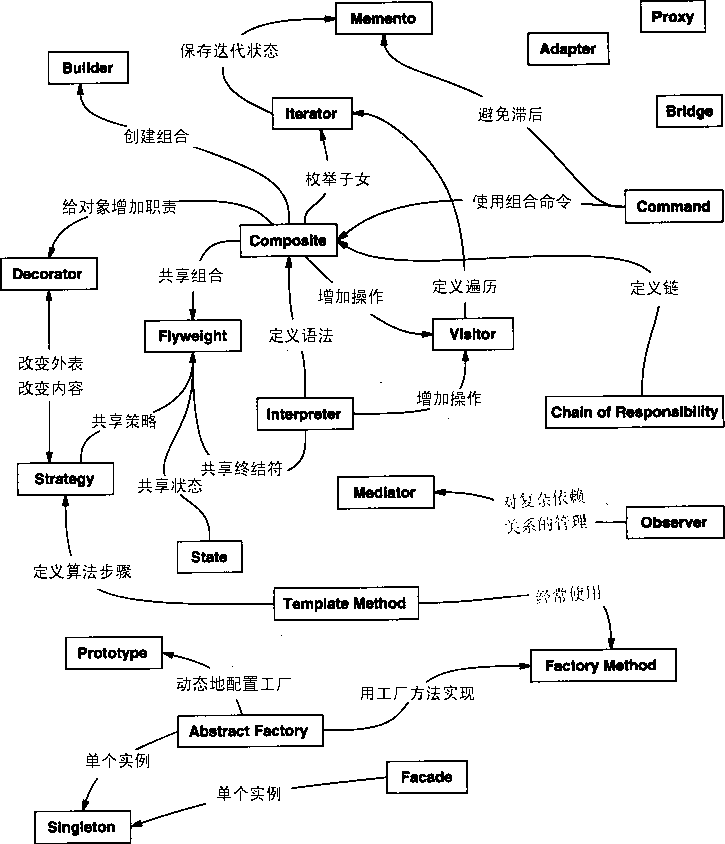 Memento
Proxy
保存迭代状态
Adapter
Builder
Iterator
避免滞后
Bridge
创建组合
枚举子女
给对象增加职责
使用组合命令
Command
Composite
Decorator
共享组合
增加操作
定义遍历
定义链
Flyweight
定义语法
Visitor
改变外表
改变内容
增加操作
共享策略
Interpreter
Chain of Responsibility
Strategy
共享终结符
共享状态
Mediator
对复杂依赖
关系的管理
Observer
State
定义算法步骤
Template Method
经常使用
Prototype
Factory Method
动态地配置工厂
用工厂方法实现
Abstract Factory
单个实例
Facade
单个实例
Singleton